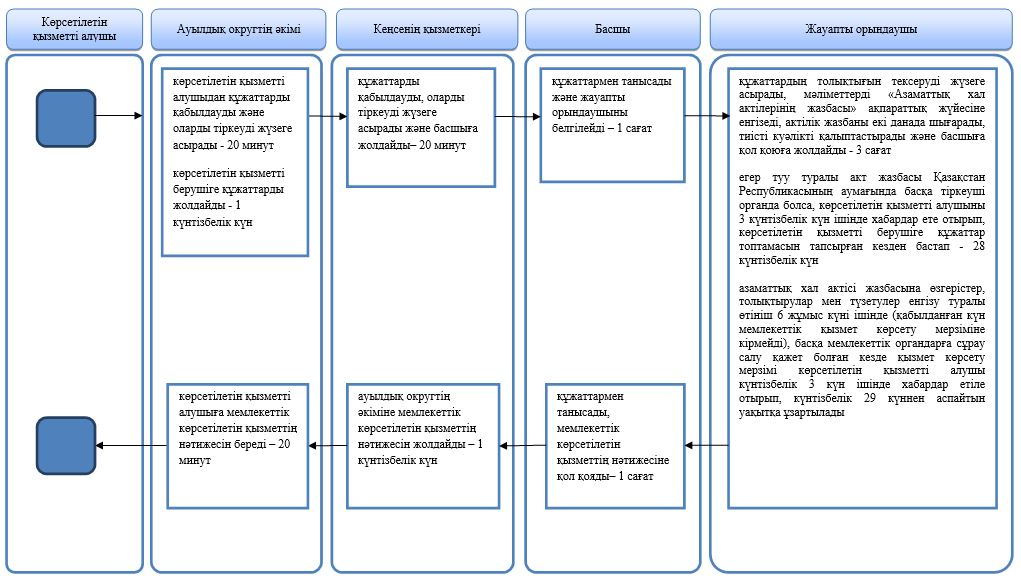 Көрсетілетін
қызметті алушы
Ауылдық округтің әкімі
Кеңсенің қызметкері
Басшы
Жауапты орындаушы
көрсетілетін қызметті
алушыдан құжаттарды
қабылдауды және
оларды тіркеуді жүзеге
асырады - 20 минут
көрсетілетін қызметті
берушіге құжаттарды
жолдайды - 1
күнтізбелік күн
құжаттарды
қабылдауды, оларды
тіркеуді жүзеге
асырады және басшыға
жолдайды– 20 минут
құжаттармен танысады
және жауапты
орындаушыны
белгілейді – 1 сағат
құжаттардың толықтығын тексеруді жүзеге
асырады, мәліметтерді «Азаматтық хал
актілерінің жазбасы» ақпараттық жүйесіне
енгізеді, актілік жазбаны екі данада шығарады,
тиісті куәлікті қалыптастырады және басшыға
қол қоюға жолдайды - 3 сағат
егер туу туралы акт жазбасы Қазақстан
Республикасының аумағында басқа тіркеуші
органда болса, көрсетілетін қызметті алушыны
3 күнтізбелік күн ішінде хабардар ете отырып,
көрсетілетін қызметті берушіге құжаттар
топтамасын тапсырған кезден бастап - 28
күнтізбелік күн
азаматтық хал актісі жазбасына өзгерістер,
толықтырулар мен түзетулер енгізу туралы
өтініш 6 жұмыс күні ішінде (қабылданған күн
мемлекеттік қызмет көрсету мерзіміне
кірмейді), басқа мемлекеттік органдарға сұрау
салу қажет болған кезде қызмет көрсету
мерзімі көрсетілетін қызметті алушы
күнтізбелік 3 күн ішінде хабардар етіле
отырып, күнтізбелік 29 күннен аспайтын
уақытқа ұзартылады
көрсетілетін қызметті
алушыға мемлекеттік
көрсетілетін қызметтің
нәтижесін береді – 20
минут
ауылдық округтің
әкіміне мемлекеттік
көрсетілетін қызметтің
нәтижесін жолдайды – 1
күнтізбелік күн
құжаттармен
танысады,
мемлекеттік
көрсетілетін
қызметтің нәтижесіне
қол қояды– 1 сағат